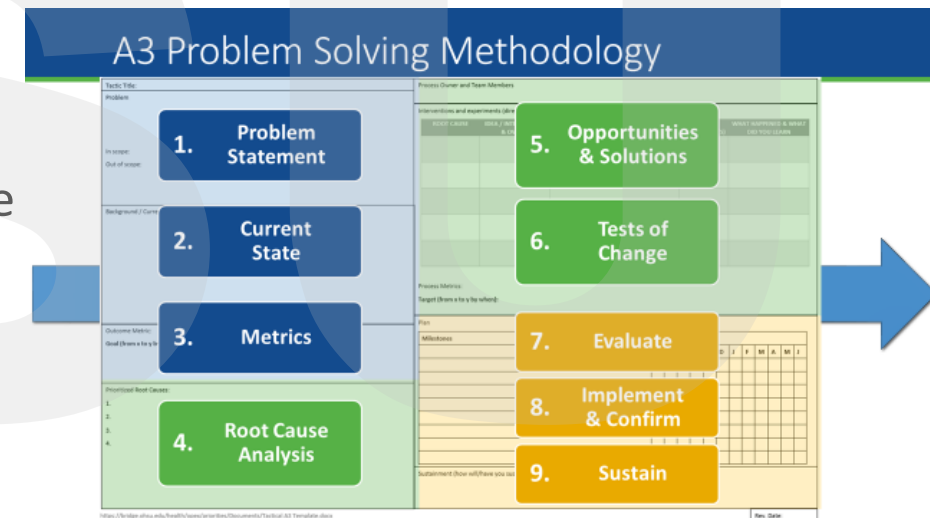 A3 Problem Solving Methodology
e
Tactic Title:
Problem
In scope:
Out of scope:
1. Problem Statement
Background / Curre
2. Current State
Outcome Metric:
Goal (from x to y b
3. Metrics
Prioritized Root Causes:
1.
2.
3.
4.
4. Root Cause Analysis
Process Owner and Team Members
Interventions and experiments (dire
ROOT CAUSE
WHAT HAPPENED & WHAT DID YOU LEARN
5. Opportunities & Solutions
6. Tests of Change
Process Metrics:
Target (from x to y by when):
Plan
Milestones
D J F M A M J
7. Evaluate
8. Implement & Confirm
Sustainment (how will/have you sus
9. Sustain
Rev. Date: